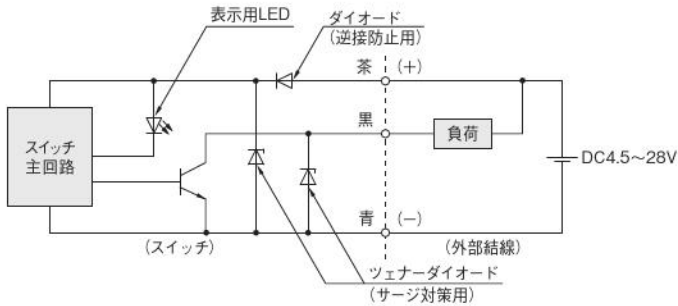 表示用LED
ダイオード
(逆接防止用)
茶
(+)
黒
スイッチ
主回路
負荷
DC4.5〜28V
青
(−)
(スイッチ)
(外部結線)
ツェナーダイオード
(サージ対策用)